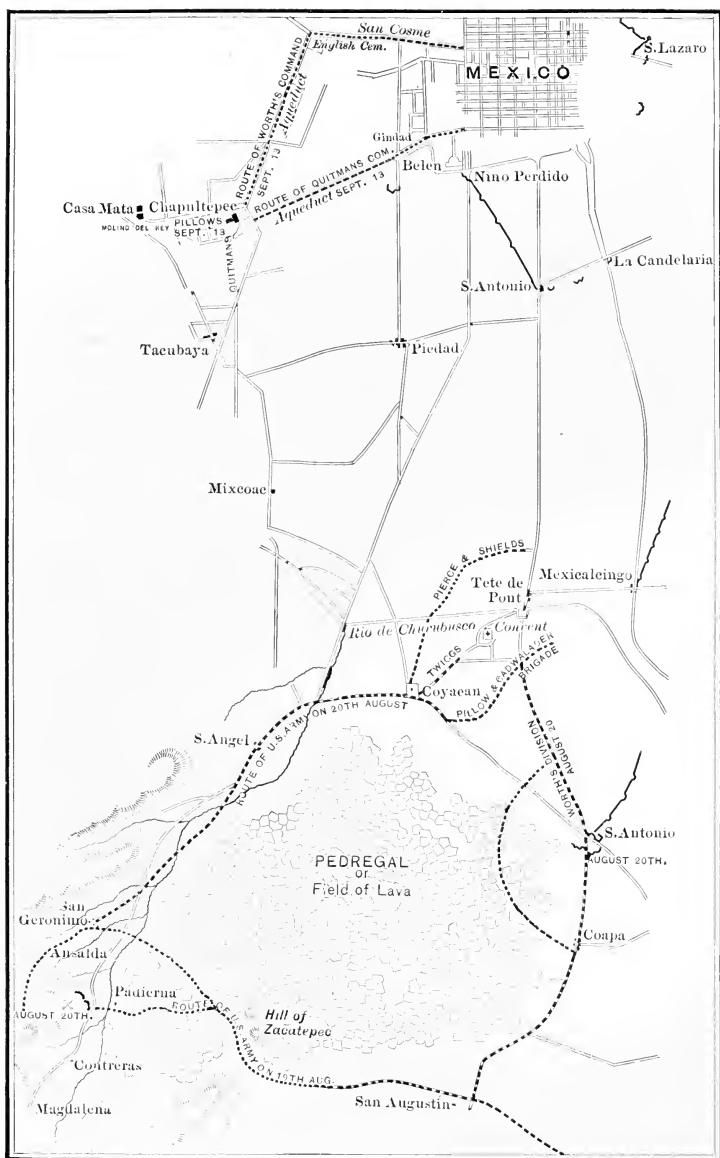 San Cosme
S. Lazaro
English Cem.
MEXICO
ROUTE OF WORTH'S COMMAND
SEPT. 13
Aqueduct
Gindad
Belen
Nino Perdido
ROUTE OF QUITMANS COM.
Aqueduct SEPT. 13
Casa Mata
Chapultepec
MOLINO DEL REY
PILLOWS
SEPT. 13
QUITMANS
La Candelaria
S. Antonio
Tacubaya
Piedad
Mixcoac
PIERCE & SHIELDS
Tete de
Pont
Mexicalcingo
Rio de Churubusco
Convent
TWIGGS
PILLOW & CADWALADER
BRIGADE
Coyacan
ROUTE OF U.S. ARMY ON 20TH AUGUST
S. Angel
WORTH'S DIVISION
AUGUST 20
S. Antonio
AUGUST 20TH.
PEDREGAL
or
Field of Lava
San
Geronimo
Ansalda
Coapa
Padierna
AUGUST 20TH.
ROUTE OF U.S. ARMY ON 19TH AUG.
Hill of
Zacatepec
Contreras
Magdalena
San Augustin